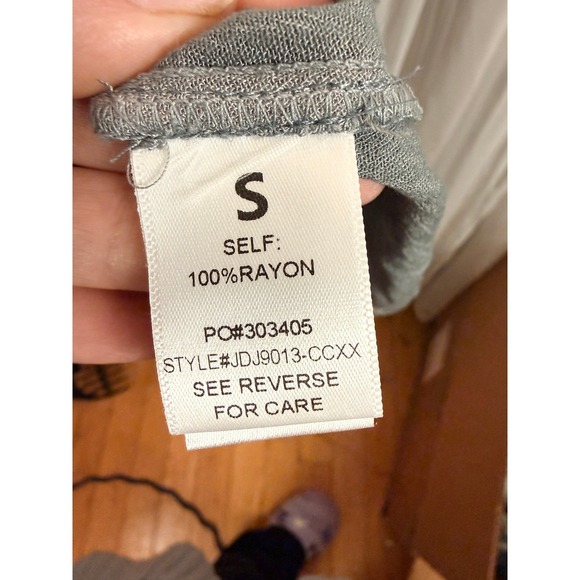 S
SELF:
100%RAYON
PO#303405
STYLE#JDJ9013-CCXX
SEE REVERSE
FOR CARE